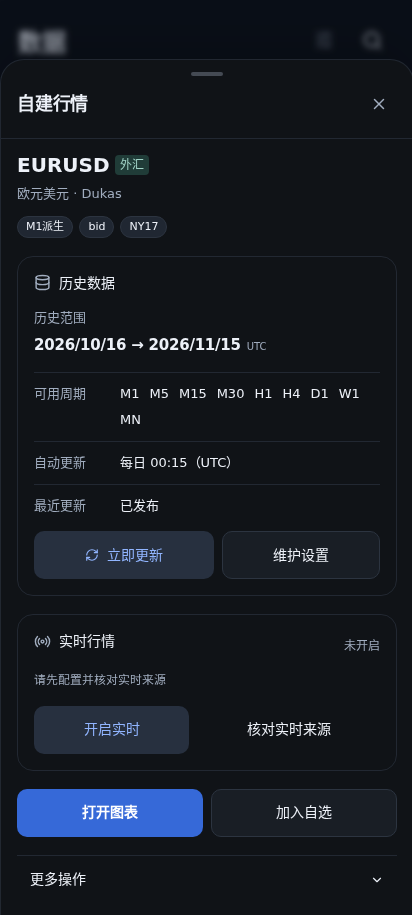 数据
自建行情
EURUSD 外汇
欧元美元 · Dukas
M1派生 bid NY17
历史数据
历史范围
2026/10/16 → 2026/11/15 UTC
可用周期 M1 M5 M15 M30 H1 H4 D1 W1
MN
自动更新 每日 00:15（UTC）
最近更新 已发布
立即更新 维护设置
实时行情 未开启
请先配置并核对实时来源
开启实时 核对实时来源
打开图表 加入自选
更多操作